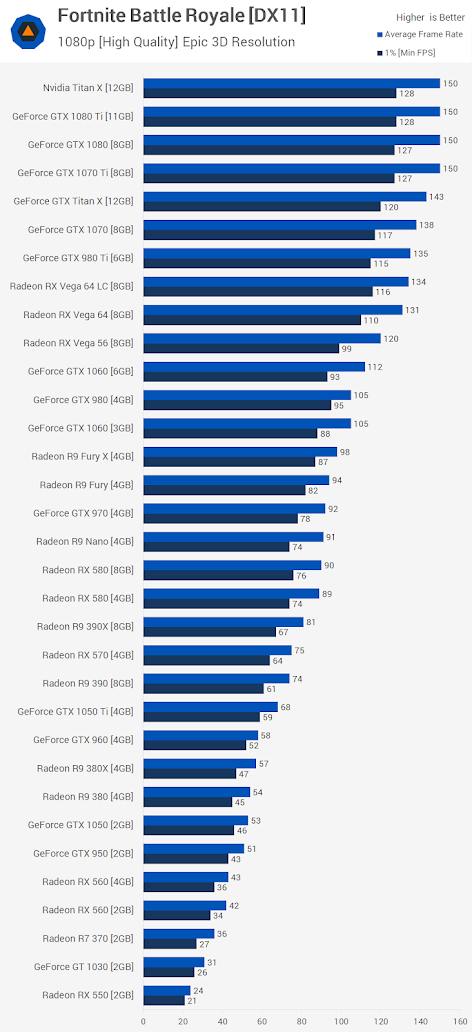 Fortnite Battle Royale [DX11]
1080p [High Quality] Epic 3D Resolution
Higher is Better
Average Frame Rate
1% [Min FPS]
Nvidia Titan X [12GB] 150
128
GeForce GTX 1080 Ti [11GB] 150
128
GeForce GTX 1080 [8GB] 150
127
GeForce GTX 1070 Ti [8GB] 150
127
GeForce GTX Titan X [12GB] 143
120
GeForce GTX 1070 [8GB] 138
117
GeForce GTX 980 Ti [6GB] 135
115
Radeon RX Vega 64 LC [8GB] 134
116
Radeon RX Vega 64 [8GB] 131
110
Radeon RX Vega 56 [8GB] 120
99
GeForce GTX 1060 [6GB] 112
93
GeForce GTX 980 [4GB] 105
95
GeForce GTX 1060 [3GB] 105
88
Radeon R9 Fury X [4GB] 98
87
Radeon R9 Fury [4GB] 94
82
GeForce GTX 970 [4GB] 92
78
Radeon R9 Nano [4GB] 91
74
Radeon RX 580 [8GB] 90
76
Radeon RX 580 [4GB] 89
74
Radeon R9 390X [8GB] 81
67
Radeon RX 570 [4GB] 75
64
Radeon R9 390 [8GB] 74
61
GeForce GTX 1050 Ti [4GB] 68
59
GeForce GTX 960 [4GB] 58
52
Radeon R9 380X [4GB] 57
47
Radeon R9 380 [4GB] 54
45
GeForce GTX 1050 [2GB] 53
46
GeForce GTX 950 [2GB] 51
43
Radeon RX 560 [4GB] 43
36
Radeon RX 560 [2GB] 42
34
Radeon R7 370 [2GB] 36
27
GeForce GT 1030 [2GB] 31
26
Radeon RX 550 [2GB] 24
21
0 20 40 60 80 100 120 140 160